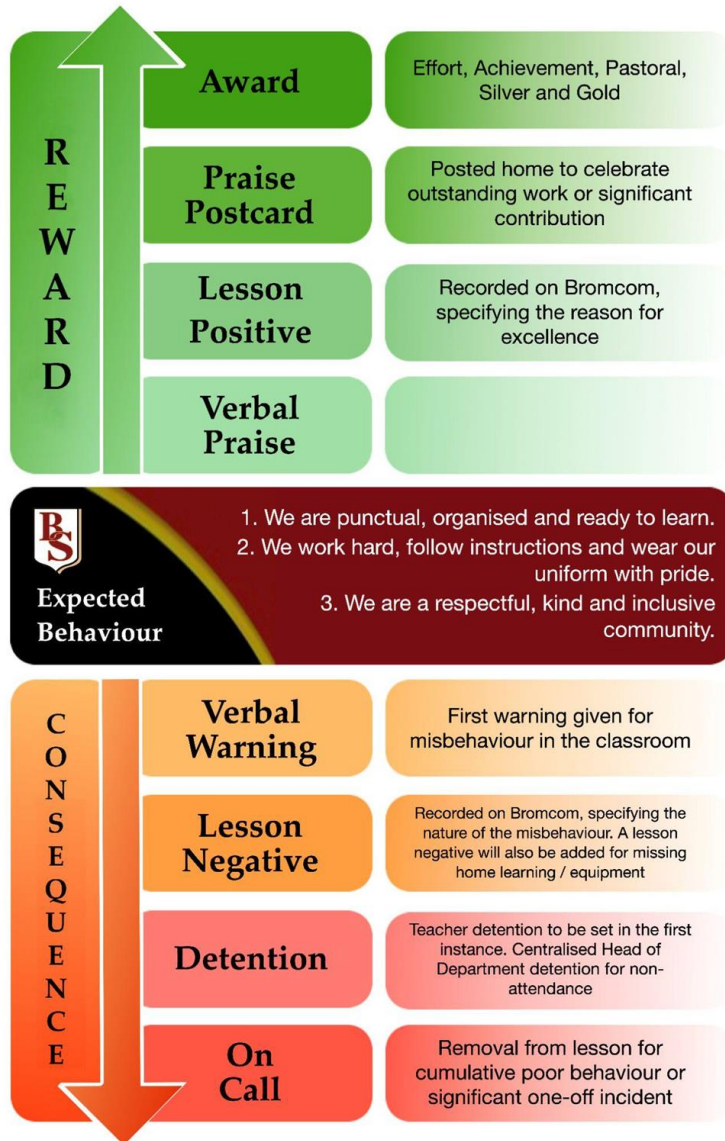 REWARD
Award
Effort, Achievement, Pastoral,
Silver and Gold
Praise
Postcard
Posted home to celebrate
outstanding work or significant
contribution
Lesson
Positive
Recorded on Bromcom,
specifying the reason for
excellence
Verbal
Praise
BS
Expected
Behaviour
1. We are punctual, organised and ready to learn.
2. We work hard, follow instructions and wear our
uniform with pride.
3. We are a respectful, kind and inclusive
community.
CONSEQUENCE
Verbal
Warning
First warning given for
misbehaviour in the classroom
Lesson
Negative
Recorded on Bromcom, specifying the
nature of the misbehaviour. A lesson
negative will also be added for missing
home learning / equipment
Detention
Teacher detention to be set in the first
instance. Centralised Head of
Department detention for non-
attendance
On
Call
Removal from lesson for
cumulative poor behaviour or
significant one-off incident